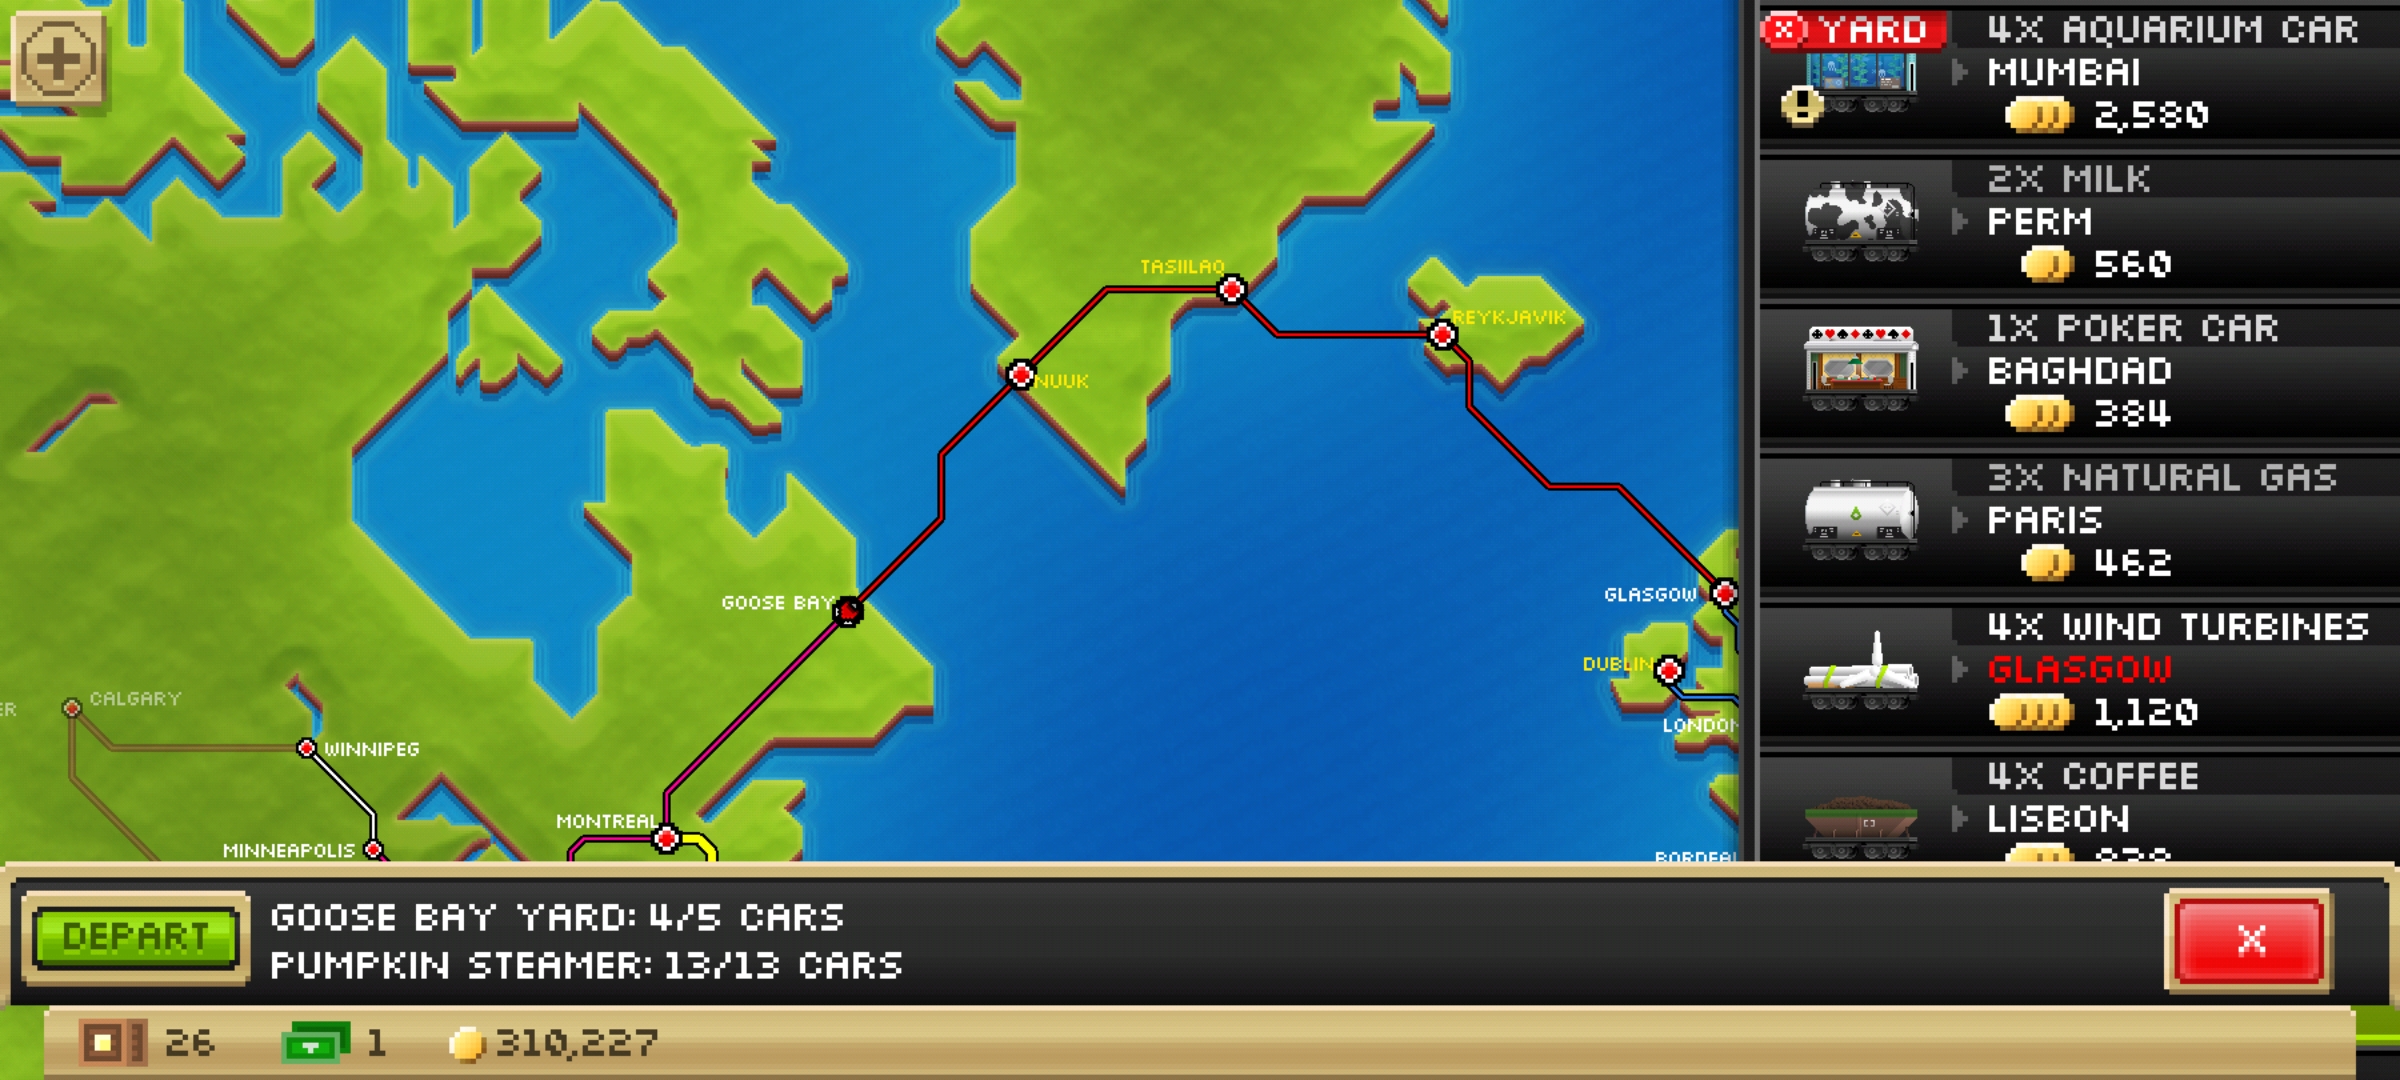 YARD
4X AQUARIUM CAR
MUMBAI
2,580
2X MILK
PERM
560
1X POKER CAR
BAGHDAD
384
3X NATURAL GAS
PARIS
462
4X WIND TURBINES
GLASGOW
1,120
4X COFFEE
LISBON
TASIILAQ
REYKJAVIK
NUUK
GOOSE BAY
GLASGOW
DUBLIN
LONDON
CALGARY
ER
WINNIPEG
MONTREAL
MINNEAPOLIS
BORDEAU
DEPART
GOOSE BAY YARD: 4/5 CARS
PUMPKIN STEAMER: 13/13 CARS
X
26
1
310,227